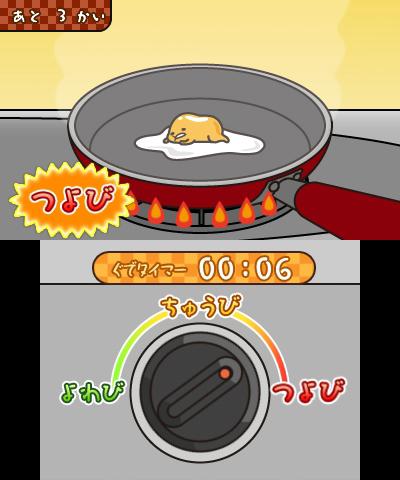 あと 3 かい
つよび
ぐでタイマー 00:06
ちゅうび
よわび
つよび